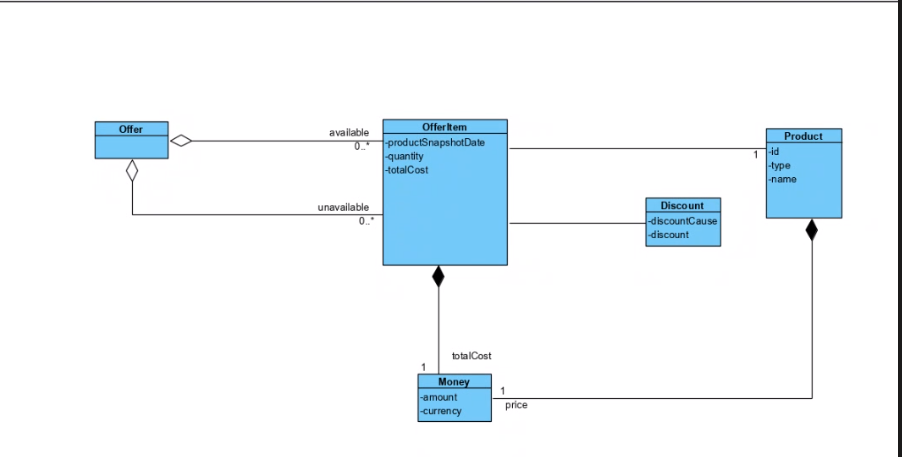 Offer
available
0..*
unavailable
0..*
OfferItem
-productSnapshotDate
-quantity
-totalCost
1
Product
-id
-type
-name
Discount
-discountCause
-discount
totalCost
1
Money
-amount
-currency
1
price